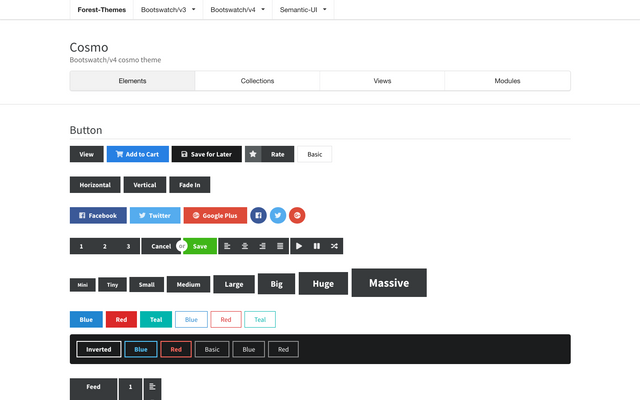 Forest-Themes Bootswatch/v3 Bootswatch/v4 Semantic-UI
Cosmo
Bootswatch/v4 cosmo theme
Elements Collections Views Modules
Button
View Add to Cart Save for Later Rate Basic
Horizontal Vertical Fade In
Facebook Twitter Google Plus
1 2 3 Cancel or Save
Mini Tiny Small Medium Large Big Huge Massive
Blue Red Teal Blue Red Teal
Inverted Blue Red Basic Blue Red
Feed 1